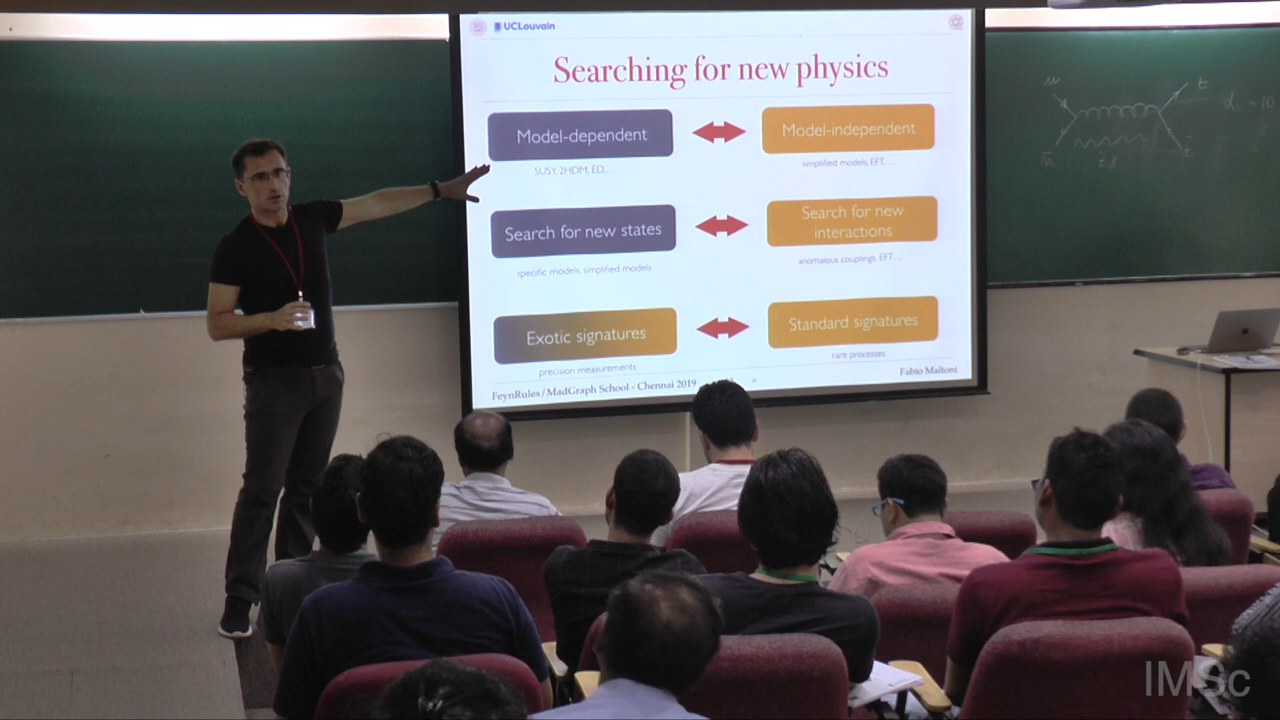 UCLouvain
Searching for new physics
Model-dependent
Model-independent
SUSY, 2HDM, ED,...
simplified models, EFT, ...
Search for new states
Search for new
interactions
specific models, simplified models
anomalous couplings, EFT ...
Exotic signatures
Standard signatures
precision measurements
rare processes
FeynRules/MadGraph School - Chennai 2019
Fabio Maltoni
IMSc